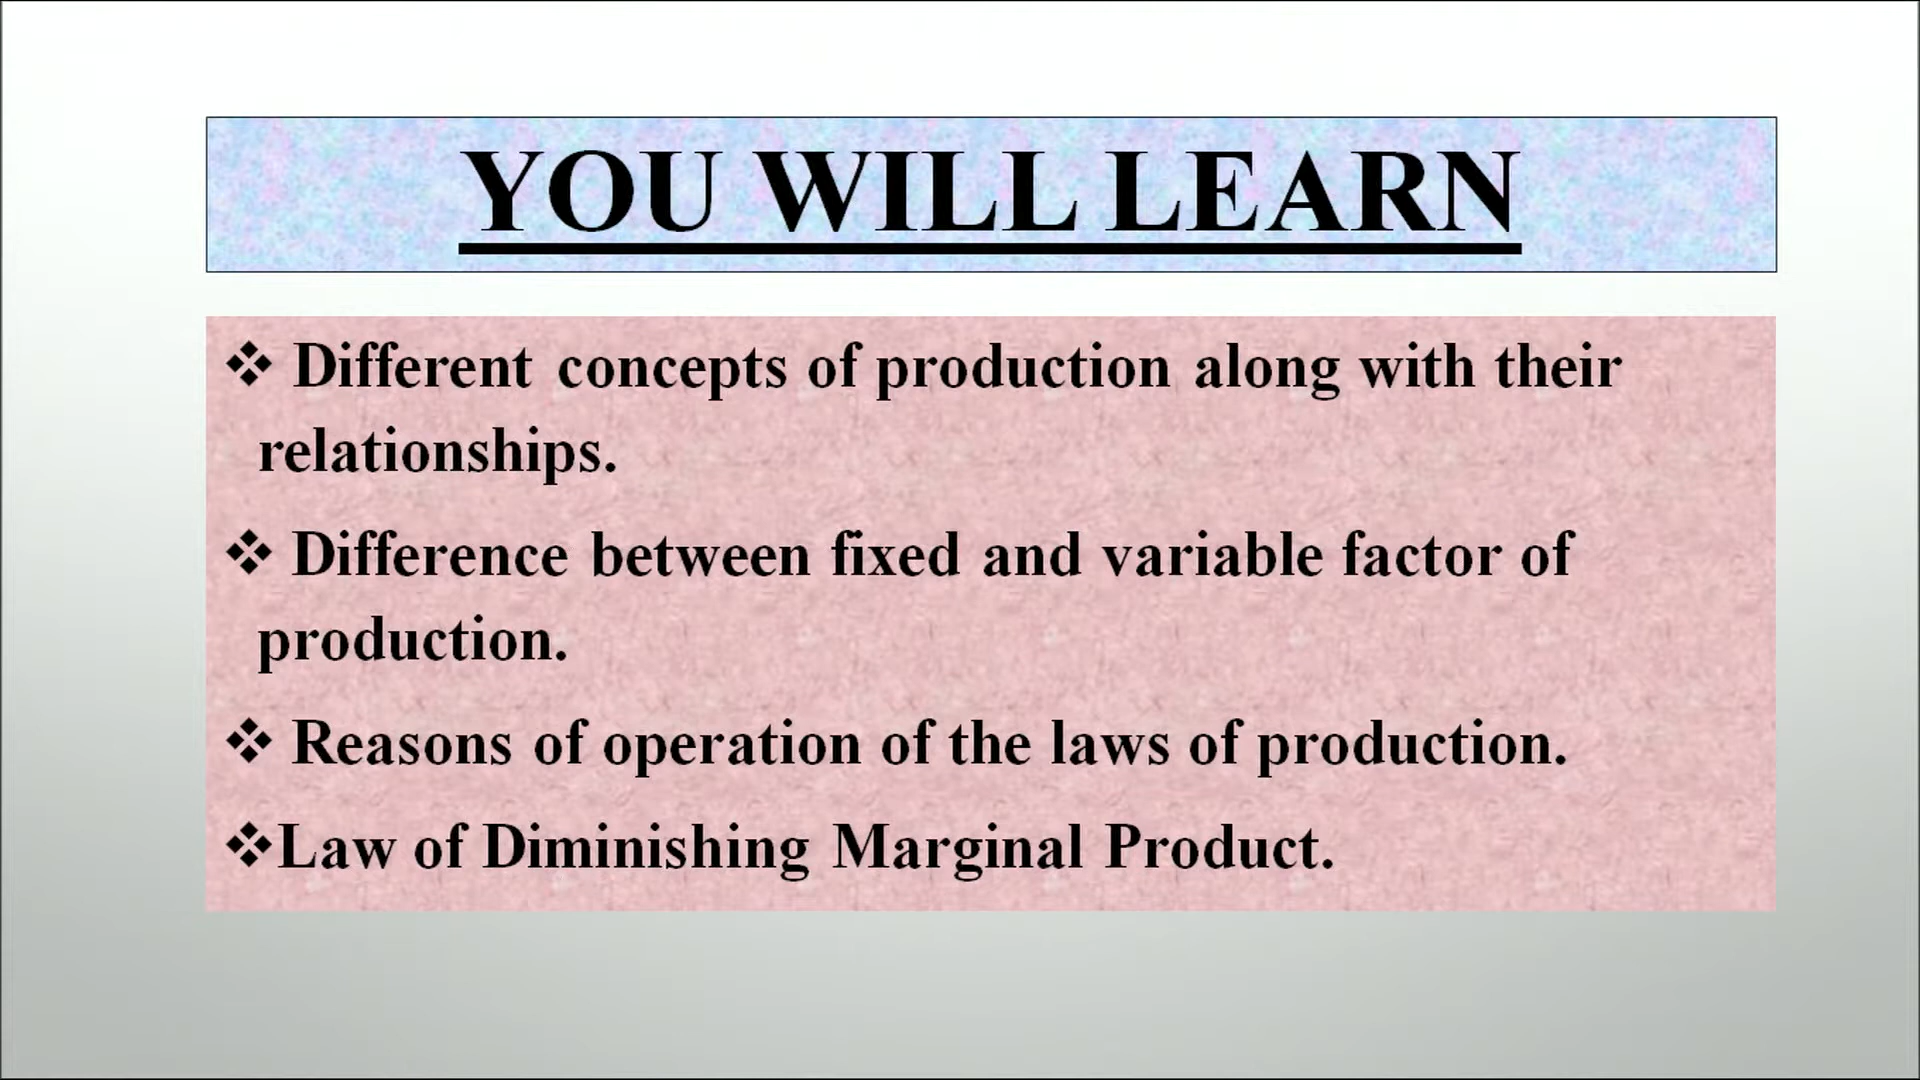 YOU WILL LEARN
❖ Different concepts of production along with their
relationships.
❖ Difference between fixed and variable factor of
production.
❖ Reasons of operation of the laws of production.
❖Law of Diminishing Marginal Product.